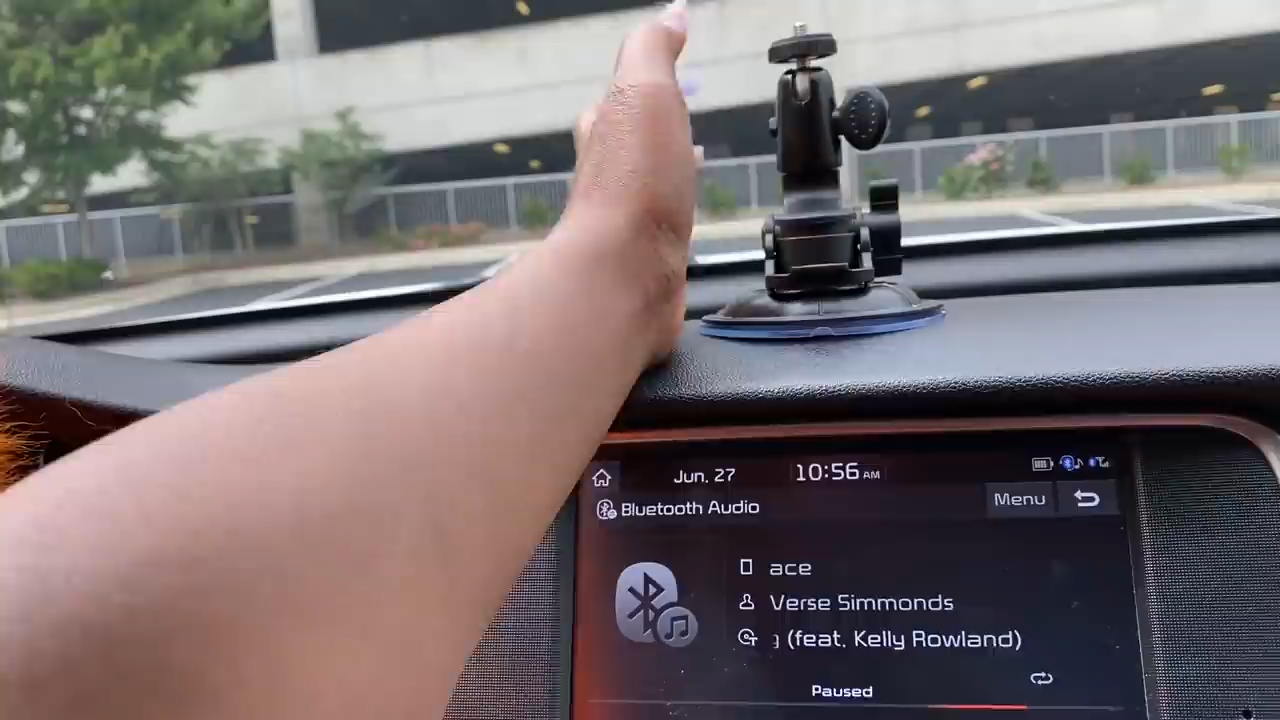 Jun. 27 10:56 AM
Bluetooth Audio Menu
ace
Verse Simmonds
g (feat. Kelly Rowland)
Paused